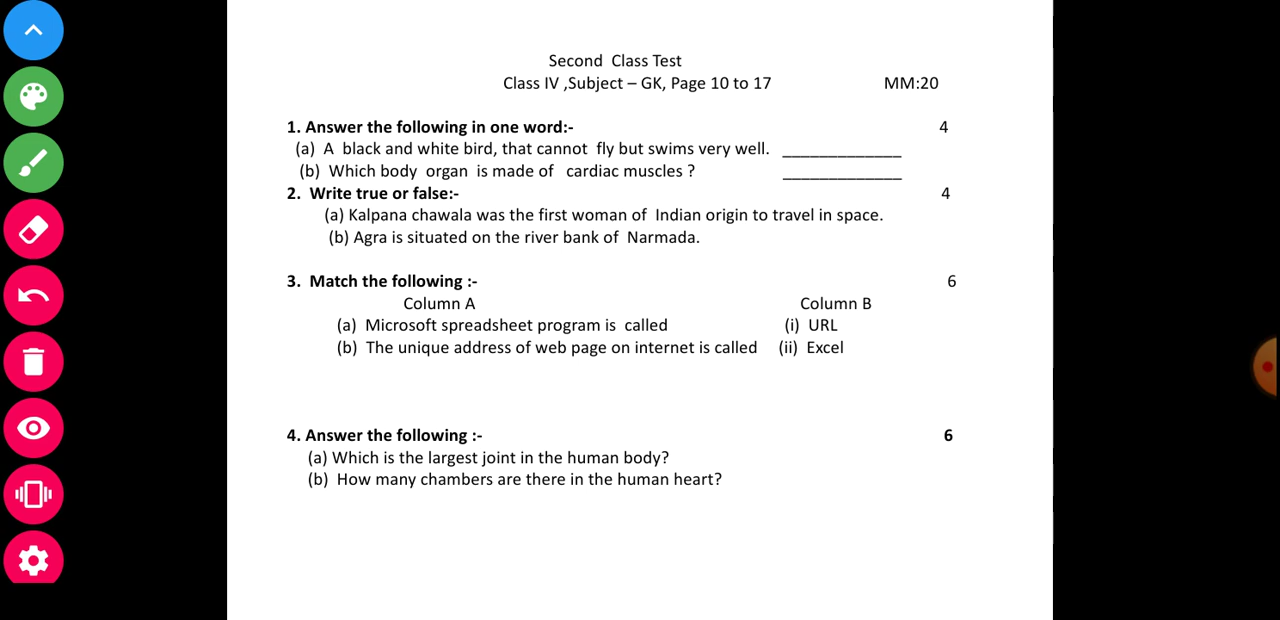 Second Class Test
Class IV ,Subject – GK, Page 10 to 17 MM:20
1. Answer the following in one word:- 4
(a) A black and white bird, that cannot fly but swims very well. _____________
(b) Which body organ is made of cardiac muscles ? _____________
2. Write true or false:- 4
(a) Kalpana chawala was the first woman of Indian origin to travel in space.
(b) Agra is situated on the river bank of Narmada.
3. Match the following :- 6
Column A Column B
(a) Microsoft spreadsheet program is called (i) URL
(b) The unique address of web page on internet is called (ii) Excel
4. Answer the following :- 6
(a) Which is the largest joint in the human body?
(b) How many chambers are there in the human heart?